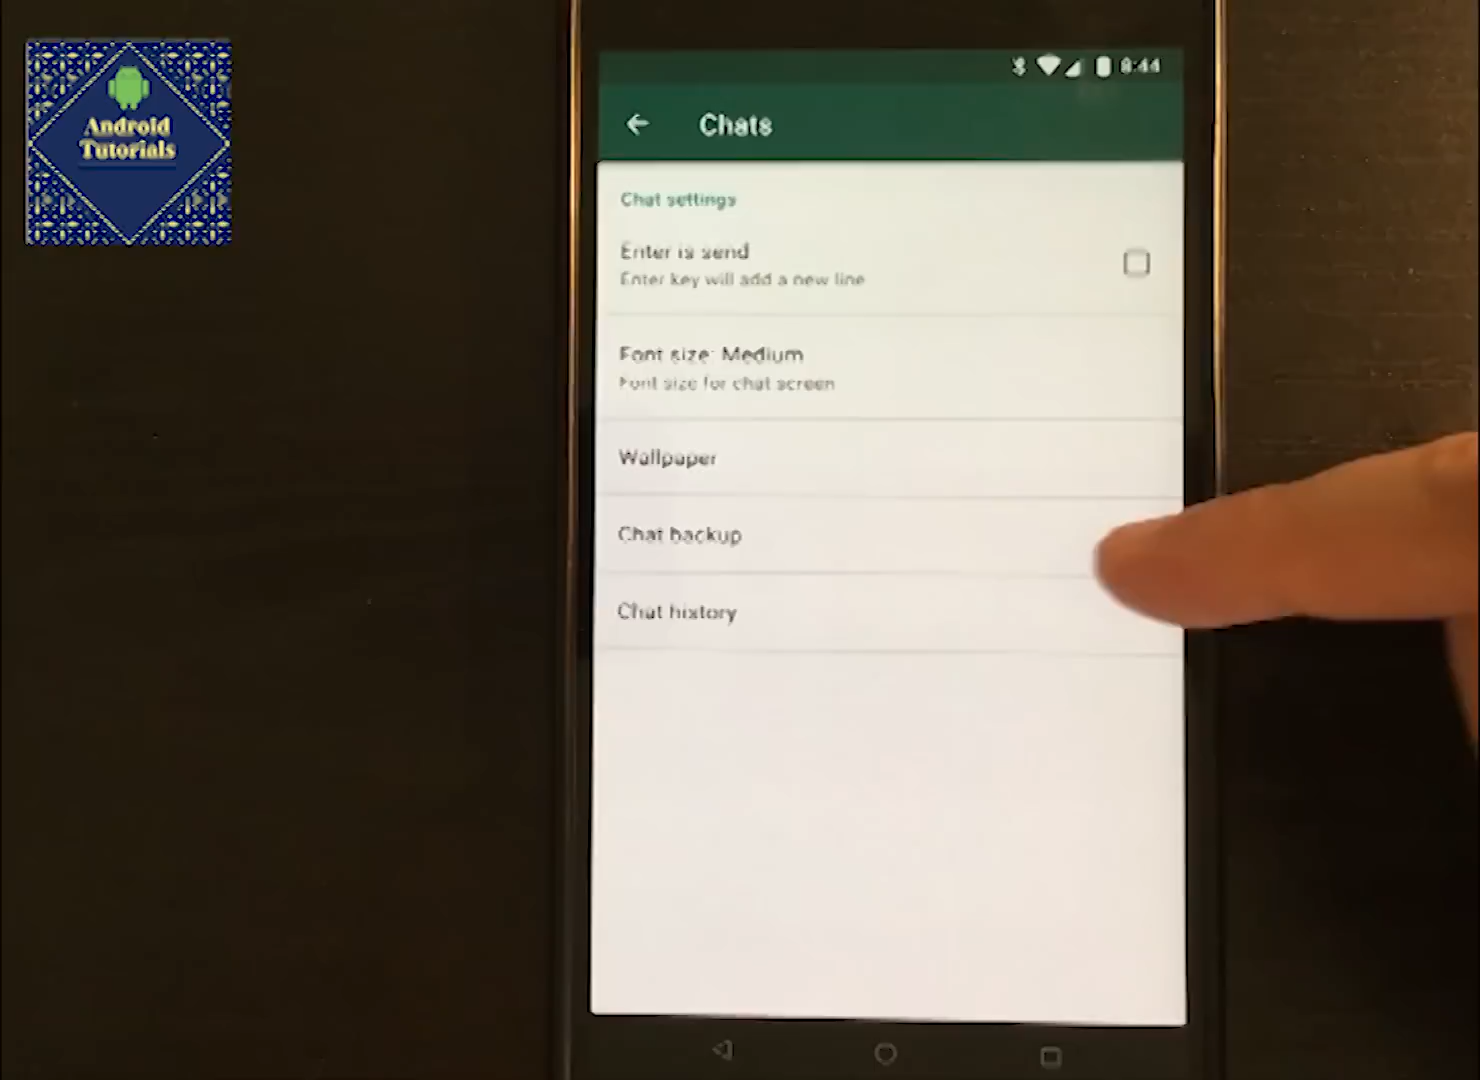 Android
Tutorials
8:44
Chats
Chat settings
Enter is send
Enter key will add a new line
Font size: Medium
Font size for chat screen
Wallpaper
Chat backup
Chat history